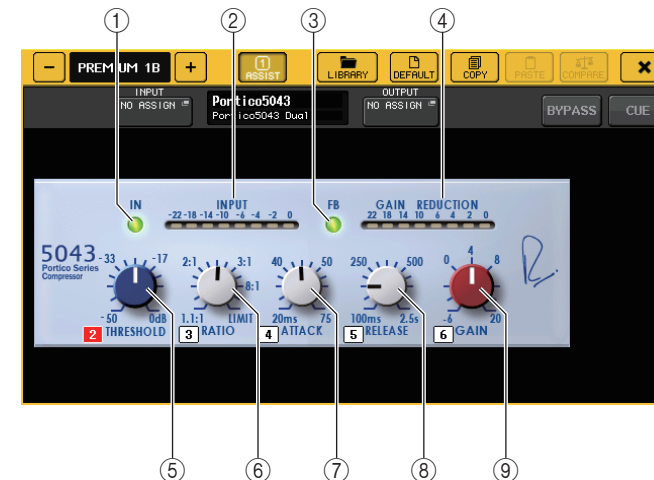 ① ② ③ ④
− PREMIUM 1B + 1 ASSIST LIBRARY DEFAULT COPY PASTE COMPARE ×
INPUT OUTPUT
NO ASSIGN Portico5043 NO ASSIGN BYPASS CUE
Portico5043 Dual
IN INPUT FB GAIN REDUCTION
-22 -18 -14 -10 -6 -4 -2 0 22 18 14 10 6 4 2 0
5043
Portico Series
Compressor
-33 -17 2:1 3:1 40 50 250 500 0 4 8
8:1
-50 0dB 1.1:1 LIMIT 20ms 75 100ms 2.5s -6 20
2 THRESHOLD 3 RATIO 4 ATTACK 5 RELEASE 6 GAIN
⑤ ⑥ ⑦ ⑧ ⑨